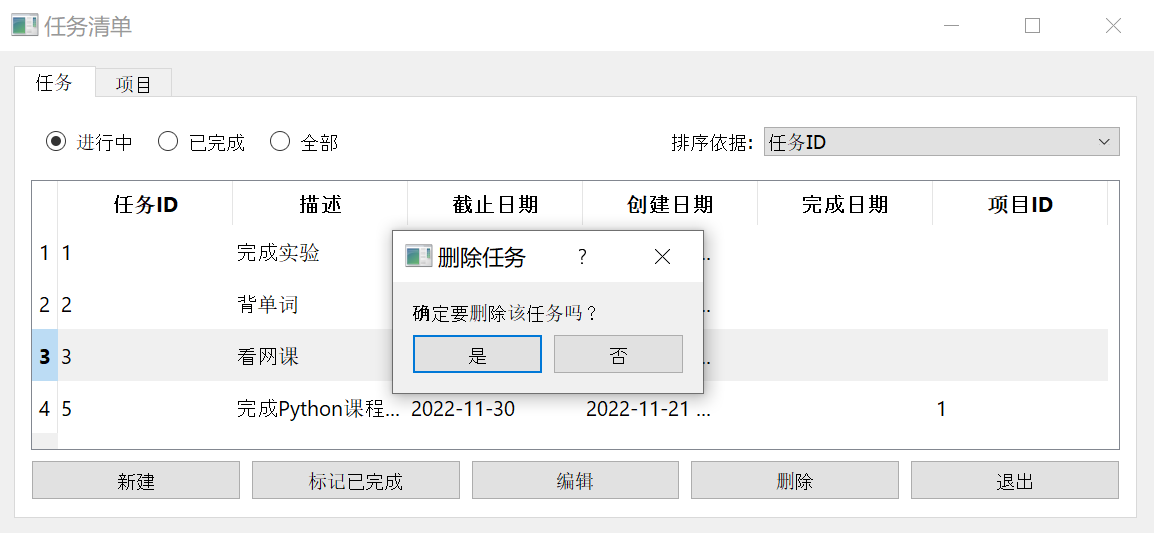 任务清单
任务 项目
进行中 已完成 全部 排序依据: 任务ID
任务ID 描述 截止日期 创建日期 完成日期 项目ID
1 1 完成实验 ..
2 2 背单词 ..
3 3 看网课 ..
4 5 完成Python课程... 2022-11-30 2022-11-21 ... 1
删除任务 ?
确定要删除该任务吗？
是 否
新建 标记已完成 编辑 删除 退出